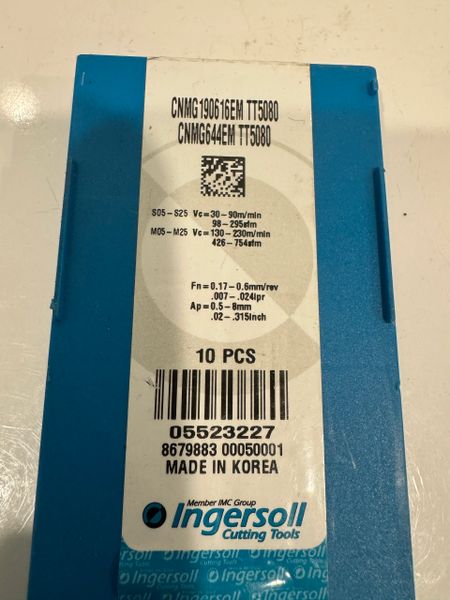 CNMG190616EM TT5080
CNMG644EM TT5080
S05-S25 Vc=30-90m/min
98-295sfm
M05-M25 Vc=130-230m/min
426-754sfm
Fn=0.17-0.6mm/rev
.007-.024ipr
Ap=0.5-8mm
.02-.315inch
10 PCS
05523227
8679883 00050001
MADE IN KOREA
Member IMC Group
Ingersoll
Cutting Tools
Ingersoll
Ingersoll